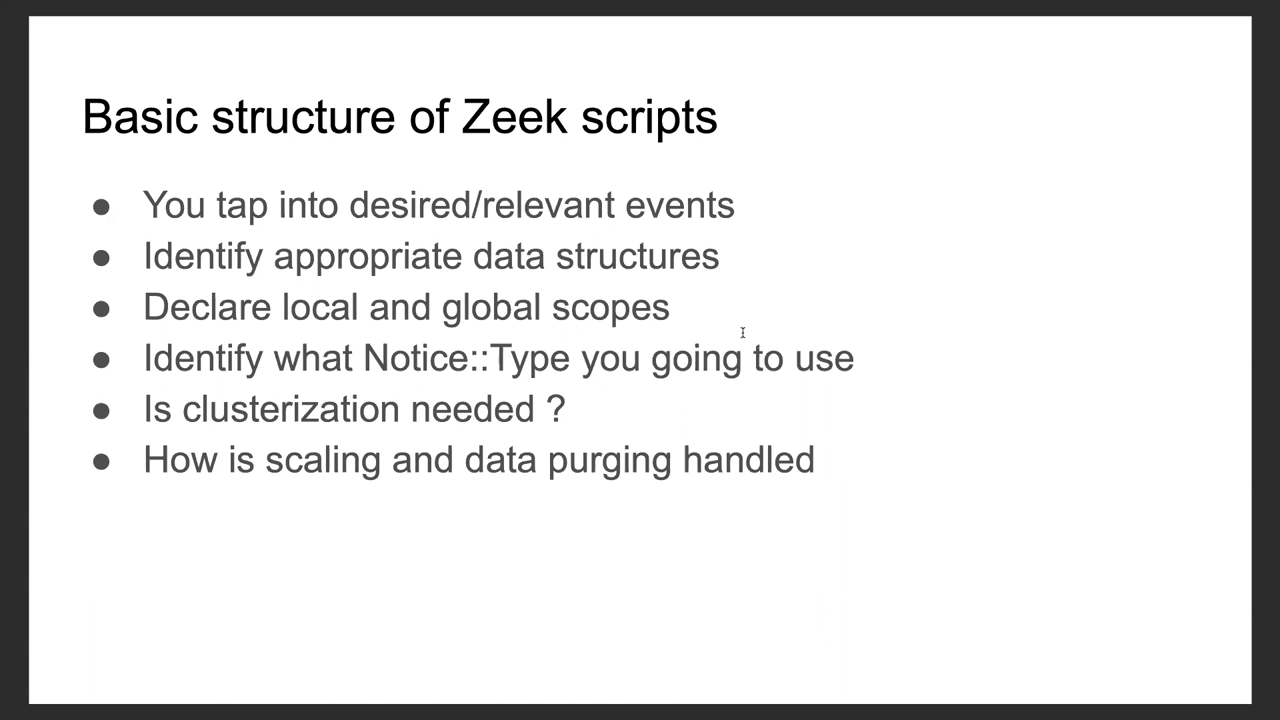 Basic structure of Zeek scripts
● You tap into desired/relevant events
● Identify appropriate data structures
● Declare local and global scopes
● Identify what Notice::Type you going to use
● Is clusterization needed ?
● How is scaling and data purging handled